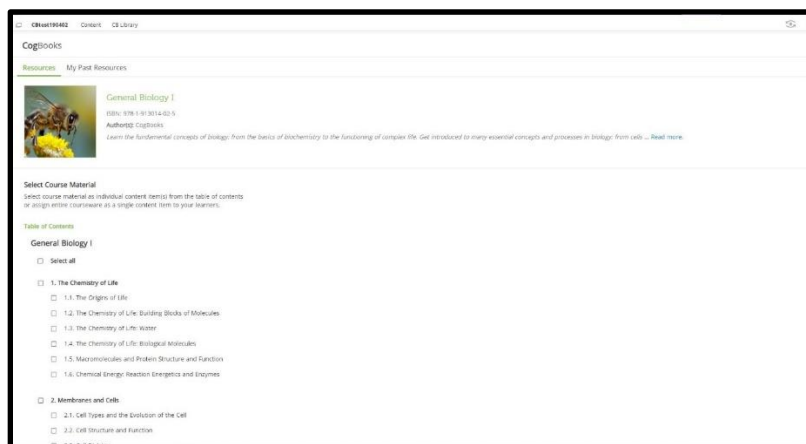 CBtest190402 Content CB Library
CogBooks
Resources My Past Resources
General Biology I
Author(s): CogBooks
Learn the fundamental concepts of biology; from the basics of biochemistry to the functioning of complex life. Get introduced to many essential concepts and processes in biology: from cells ... Read more.
Select Course Material
Select course material as individual content item(s) from the table of contents
or assign entire courseware as a single content item to your learners.
Table of Contents
General Biology I
Select all
1. The Chemistry of Life
1.1. The Origins of Life
1.2. The Chemistry of Life: Building Blocks of Molecules
1.3. The Chemistry of Life: Water
1.4. The Chemistry of Life: Biological Molecules
1.5. Macromolecules and Protein Structure and Function
1.6. Chemical Energy: Reaction Energetics and Enzymes
2. Membranes and Cells
2.1. Cell Types and the Evolution of the Cell
2.2. Cell Structure and Function